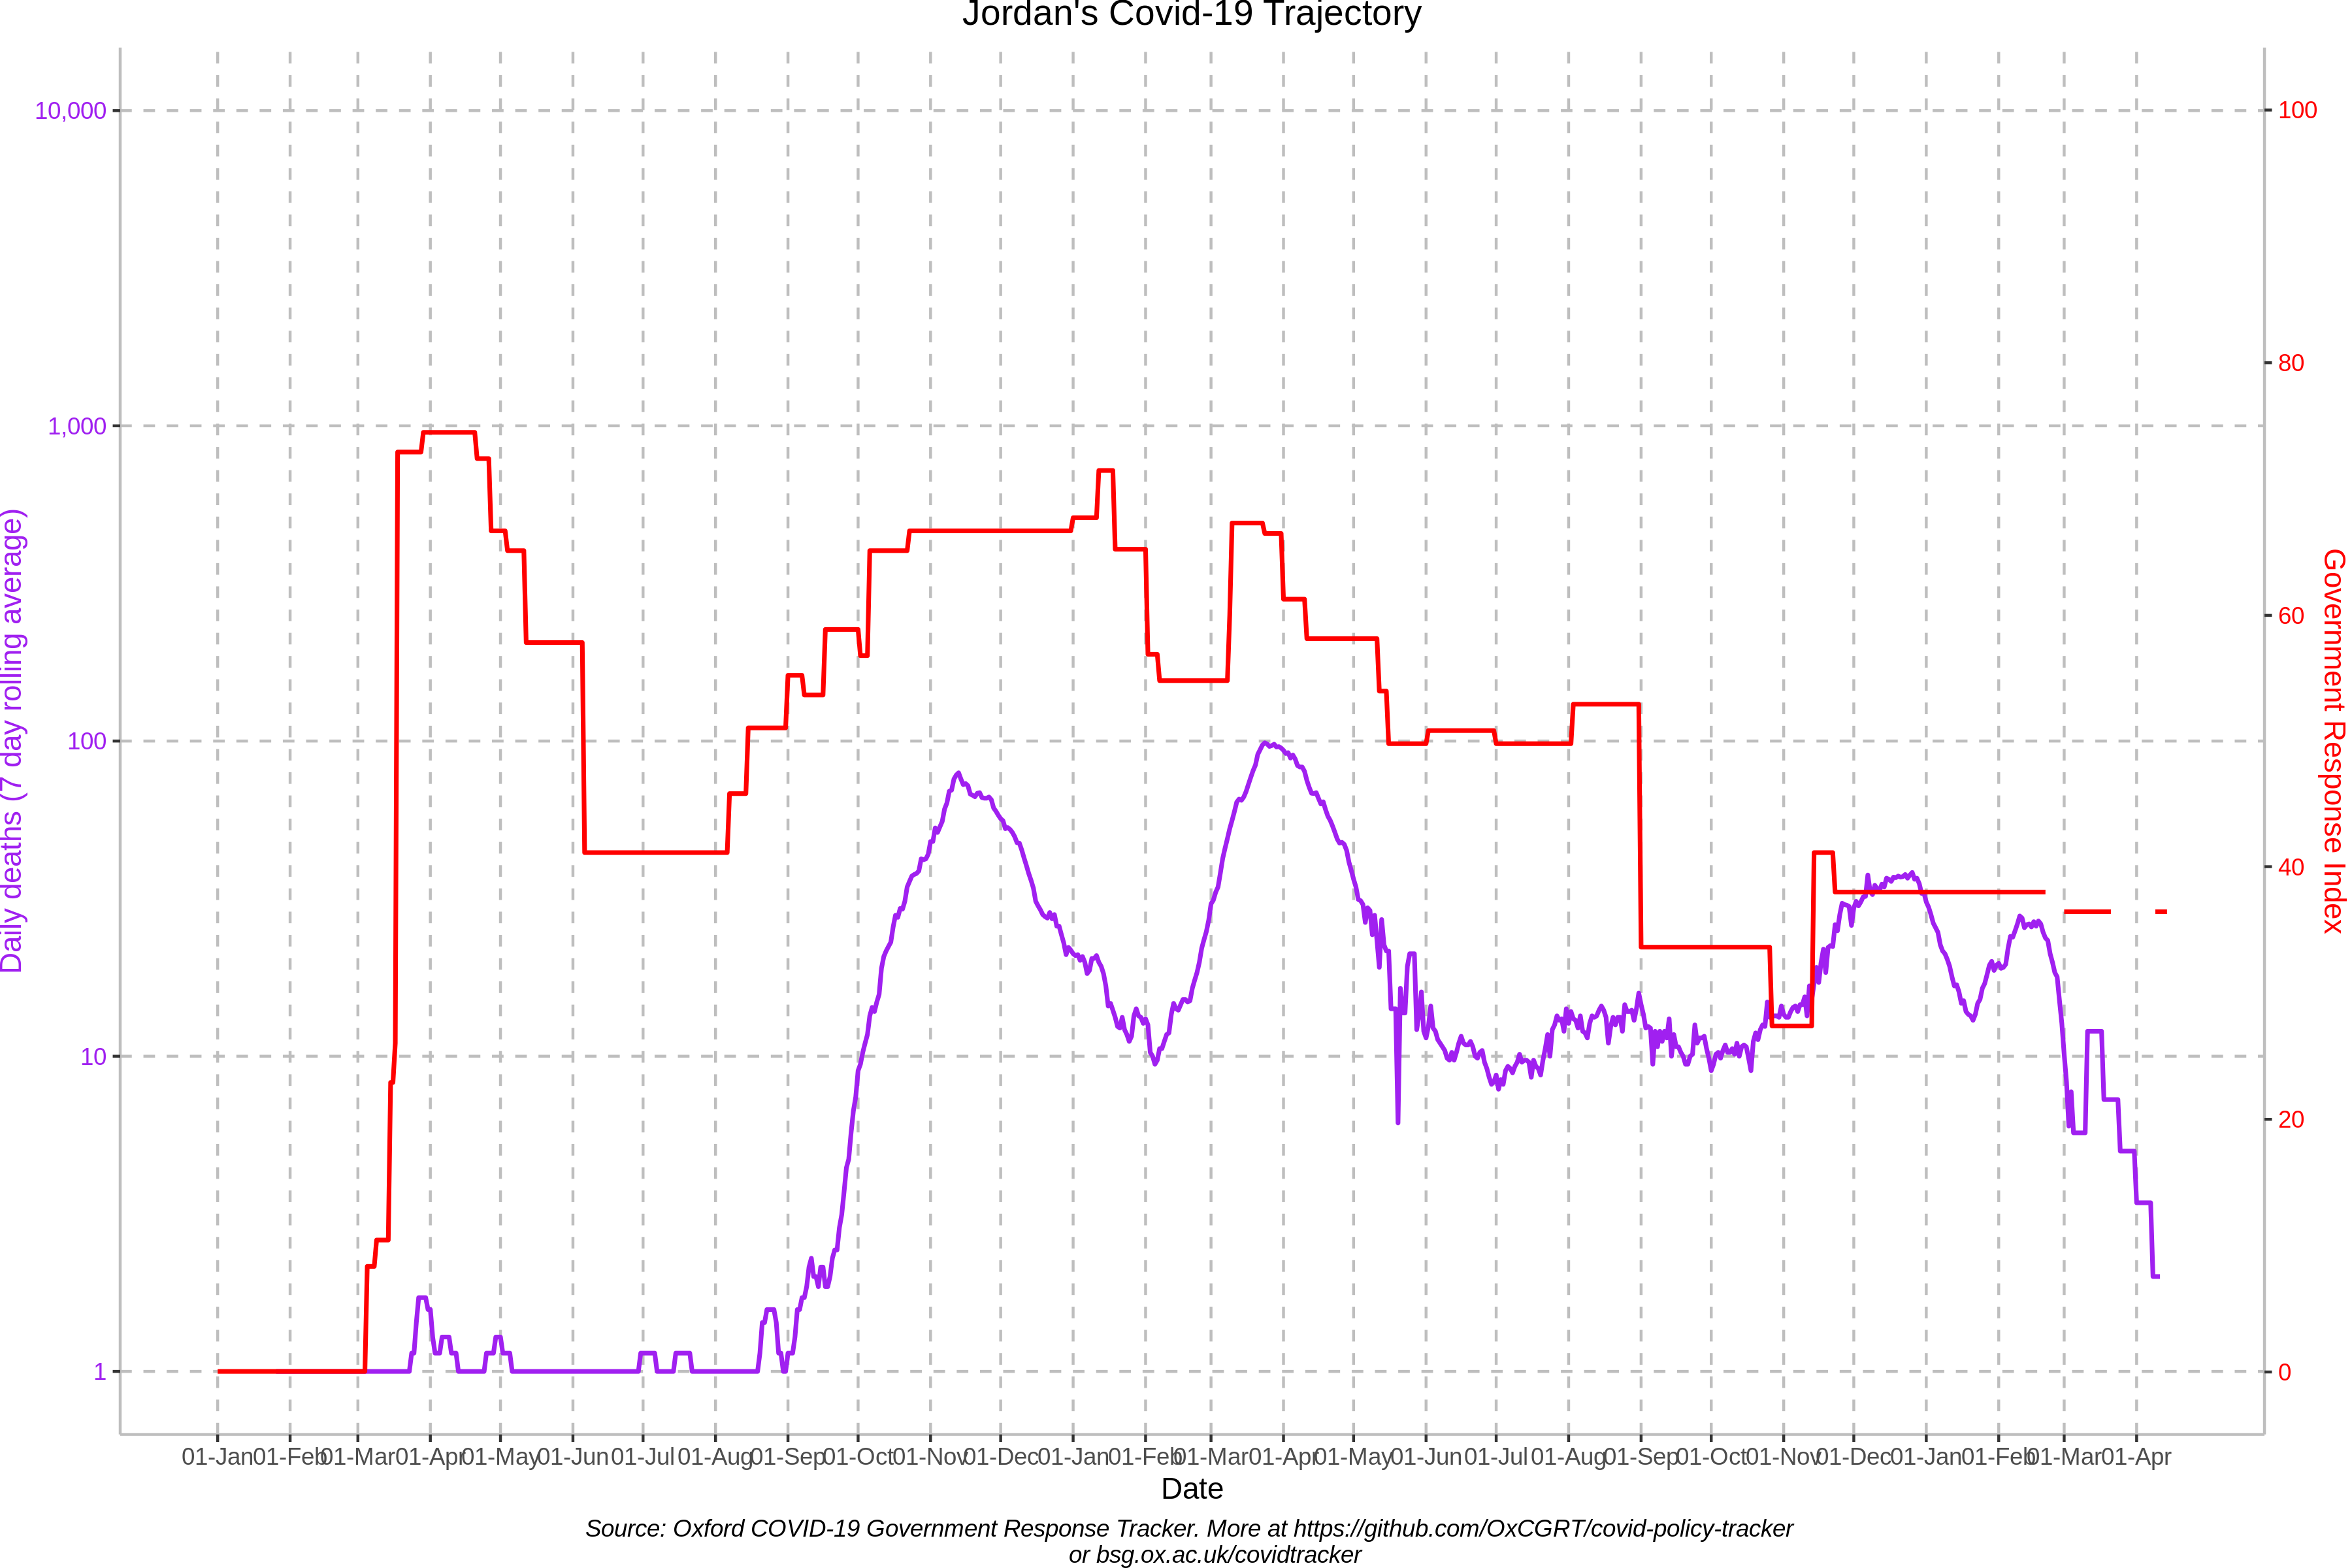 Jordan's Covid-19 Trajectory
10,000
1,000
100
10
1
Daily deaths (7 day rolling average)
100
80
60
40
20
0
Government Response Index
01-Jan 01-Feb 01-Mar 01-Apr 01-May 01-Jun 01-Jul 01-Aug 01-Sep 01-Oct 01-Nov 01-Dec 01-Jan 01-Feb 01-Mar 01-Apr 01-May 01-Jun 01-Jul 01-Aug 01-Sep 01-Oct 01-Nov 01-Dec 01-Jan 01-Feb 01-Mar 01-Apr
Date
Source: Oxford COVID-19 Government Response Tracker. More at https://github.com/OxCGRT/covid-policy-tracker
or bsg.ox.ac.uk/covidtracker